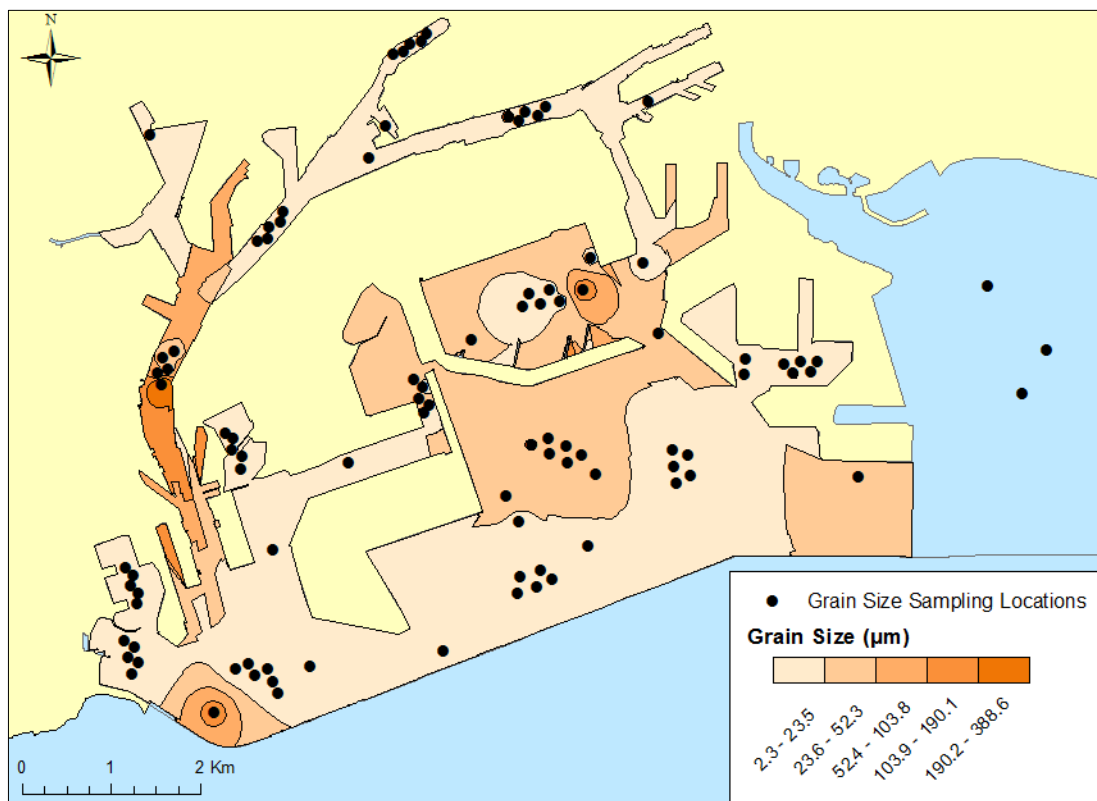 N
Grain Size Sampling Locations
Grain Size (µm)
2.3 - 23.5
23.6 - 52.3
52.4 - 103.8
103.9 - 190.1
190.2 - 388.6
0 1 2 Km